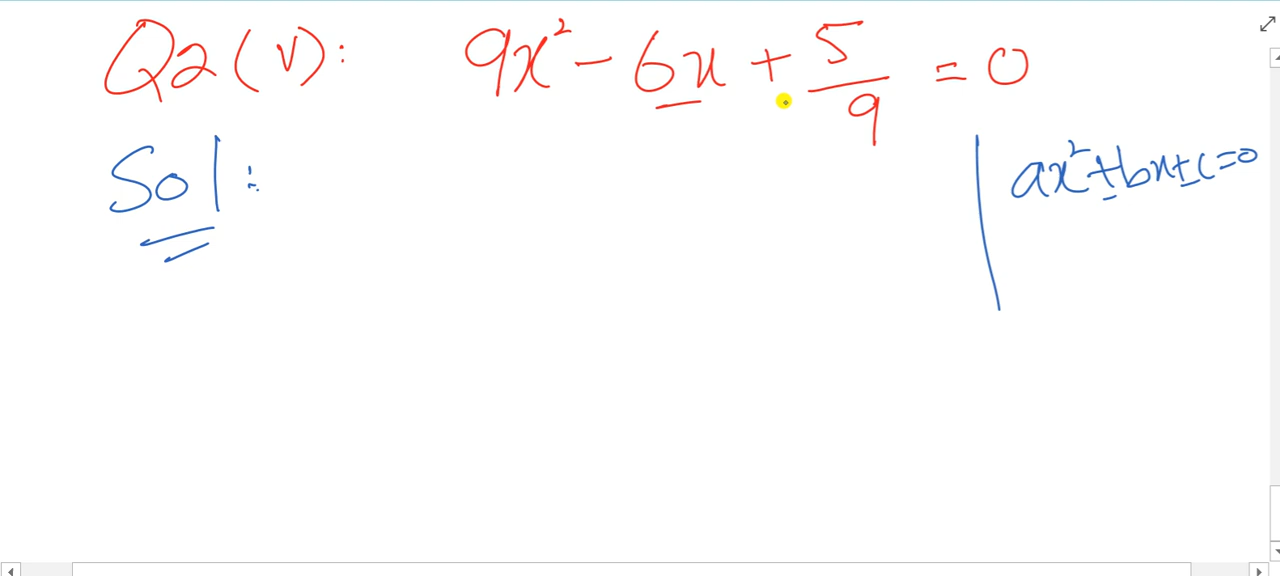 Q2(v): 9x² - 6x + 5/9 = 0
Sol:
ax²+bx+c=0